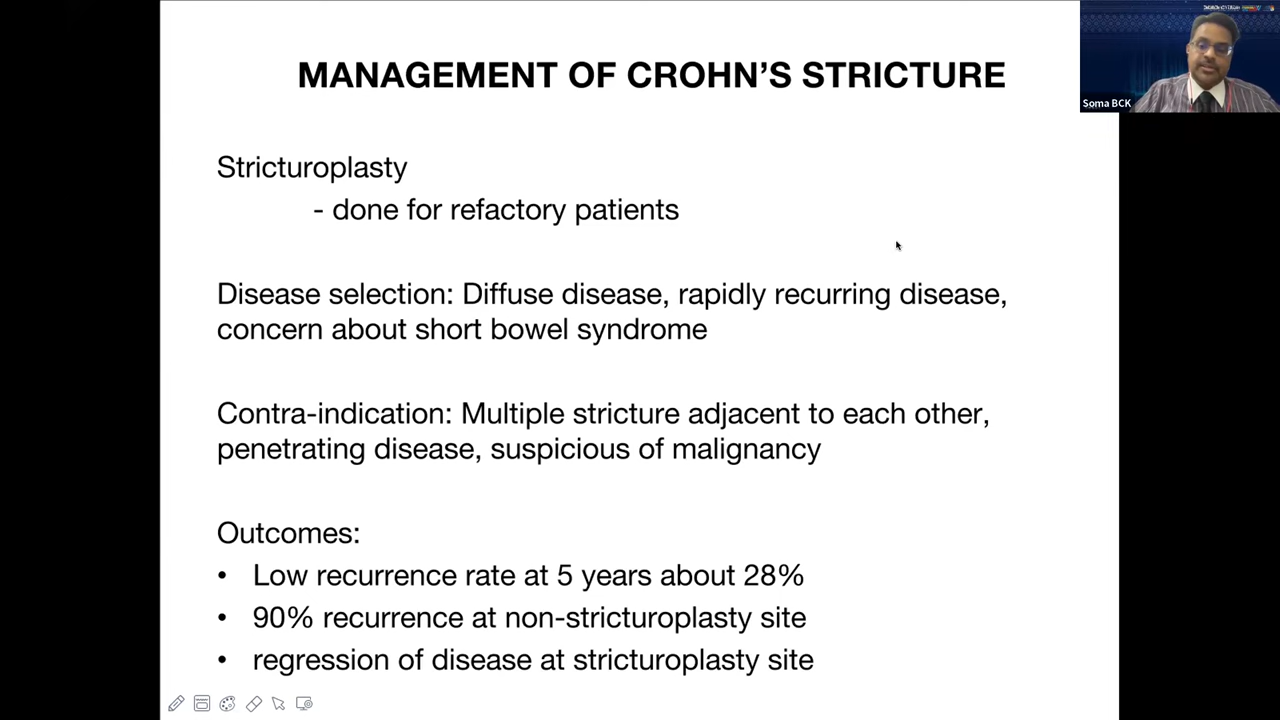 MANAGEMENT OF CROHN’S STRICTURE
Soma BCK
Stricturoplasty
- done for refactory patients
Disease selection: Diffuse disease, rapidly recurring disease,
concern about short bowel syndrome
Contra-indication: Multiple stricture adjacent to each other,
penetrating disease, suspicious of malignancy
Outcomes:
• Low recurrence rate at 5 years about 28%
• 90% recurrence at non-stricturoplasty site
• regression of disease at stricturoplasty site